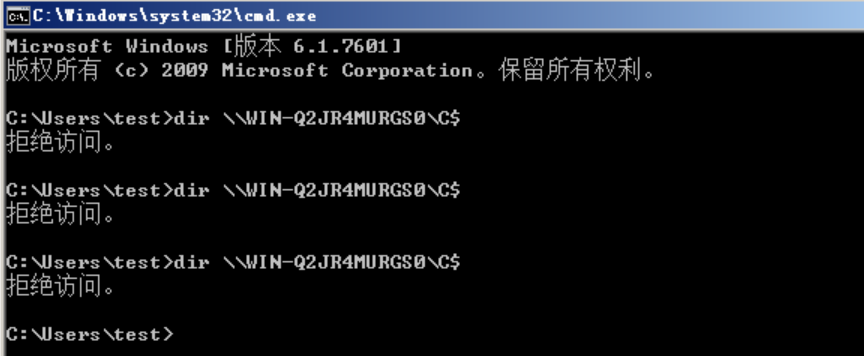 C:\Windows\system32\cmd.exe
Microsoft Windows [版本 6.1.7601]
版权所有 (c) 2009 Microsoft Corporation。保留所有权利。
C:\Users\test>dir \\WIN-Q2JR4MURGS0\C$
拒绝访问。
C:\Users\test>dir \\WIN-Q2JR4MURGS0\C$
拒绝访问。
C:\Users\test>dir \\WIN-Q2JR4MURGS0\C$
拒绝访问。
C:\Users\test>